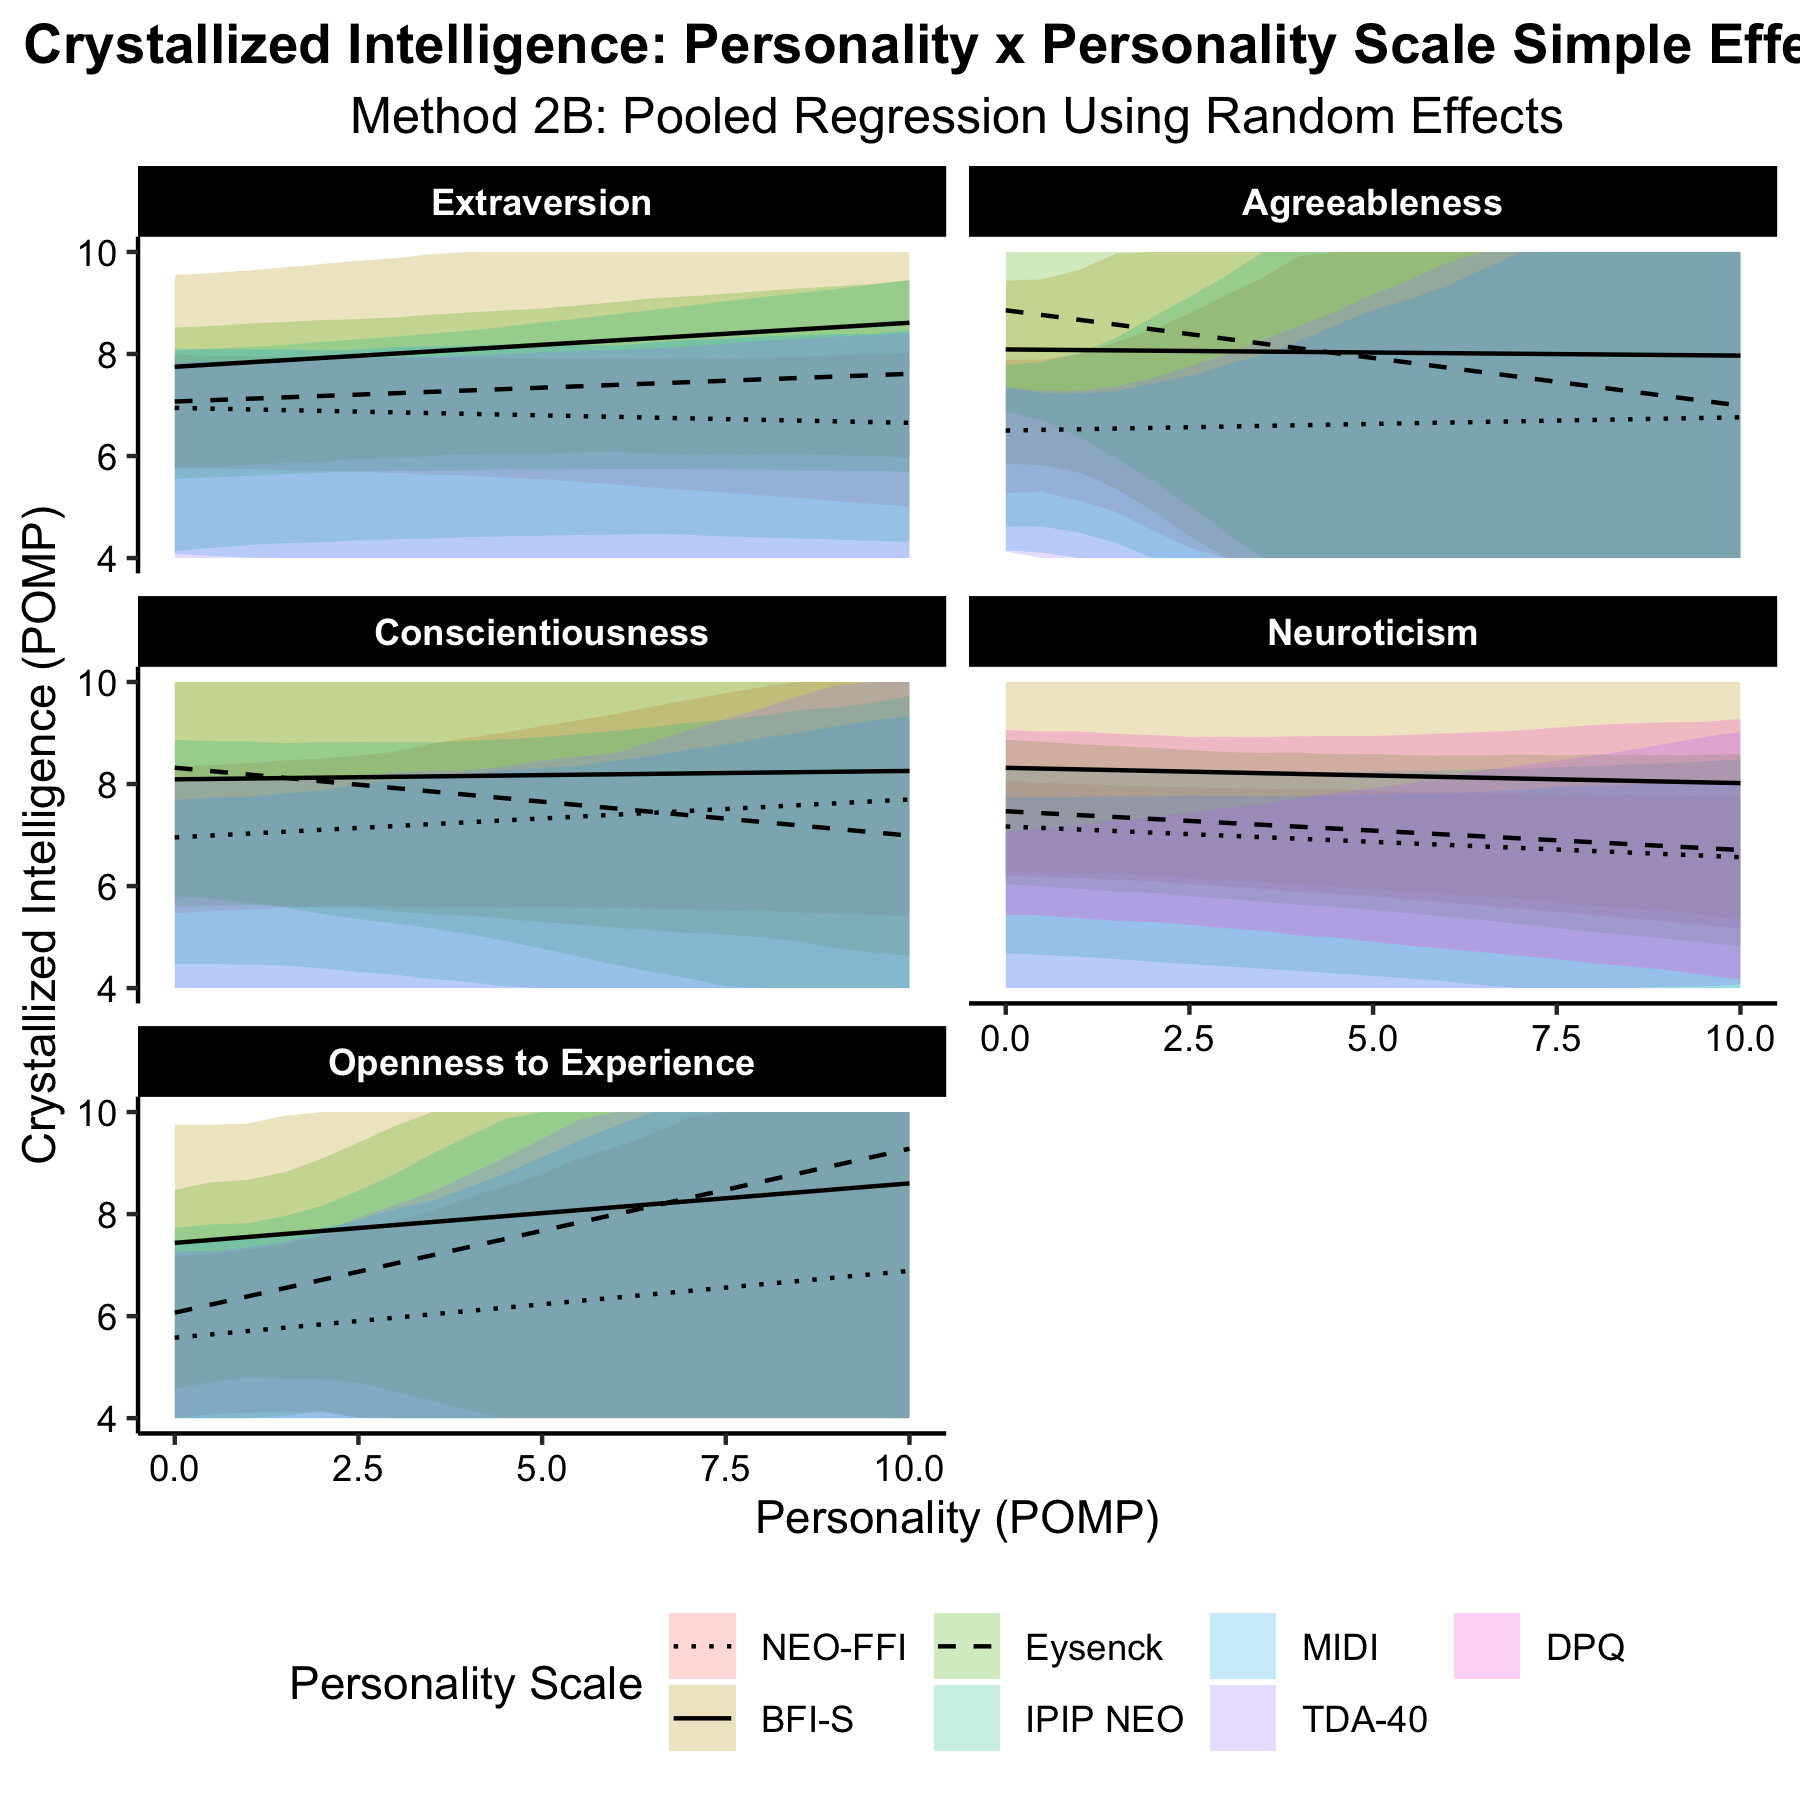 Crystallized Intelligence: Personality x Personality Scale Simple Effe
Method 2B: Pooled Regression Using Random Effects
Extraversion
Agreeableness
10
8
6
4
Conscientiousness
Neuroticism
10
8
6
4
0.0 2.5 5.0 7.5 10.0
Openness to Experience
10
8
6
4
0.0 2.5 5.0 7.5 10.0
Crystallized Intelligence (POMP)
Personality (POMP)
Personality Scale
NEO-FFI Eysenck MIDI DPQ
BFI-S IPIP NEO TDA-40